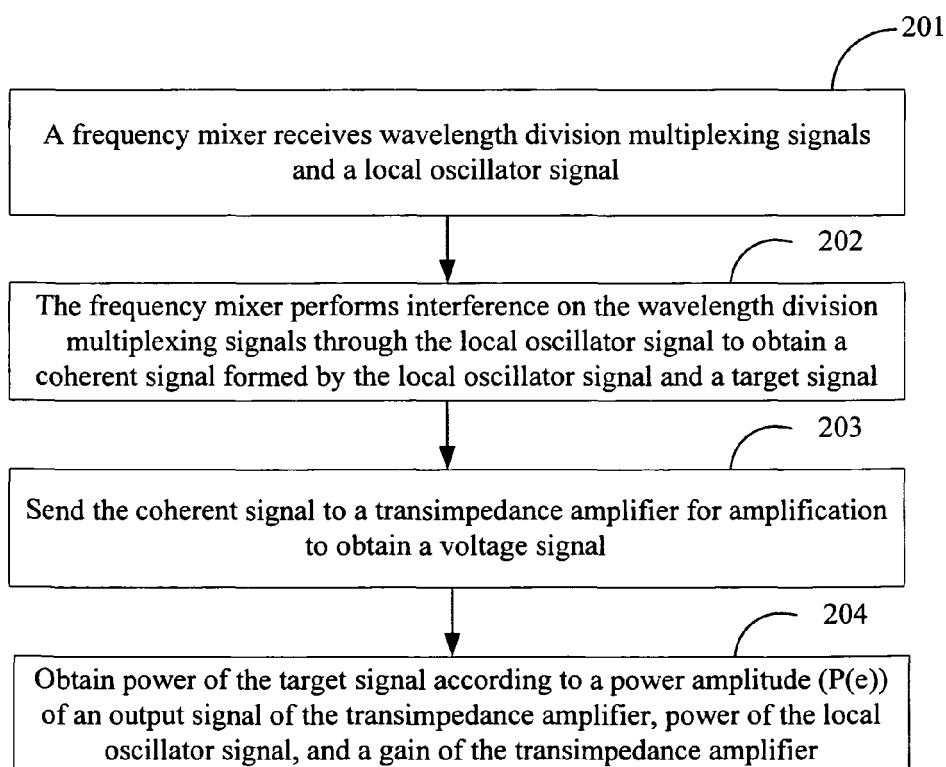 201
A frequency mixer receives wavelength division multiplexing signals
and a local oscillator signal
202
The frequency mixer performs interference on the wavelength division
multiplexing signals through the local oscillator signal to obtain a
coherent signal formed by the local oscillator signal and a target signal
203
Send the coherent signal to a transimpedance amplifier for amplification
to obtain a voltage signal
204
Obtain power of the target signal according to a power amplitude (P(e))
of an output signal of the transimpedance amplifier, power of the local
oscillator signal, and a gain of the transimpedance amplifier